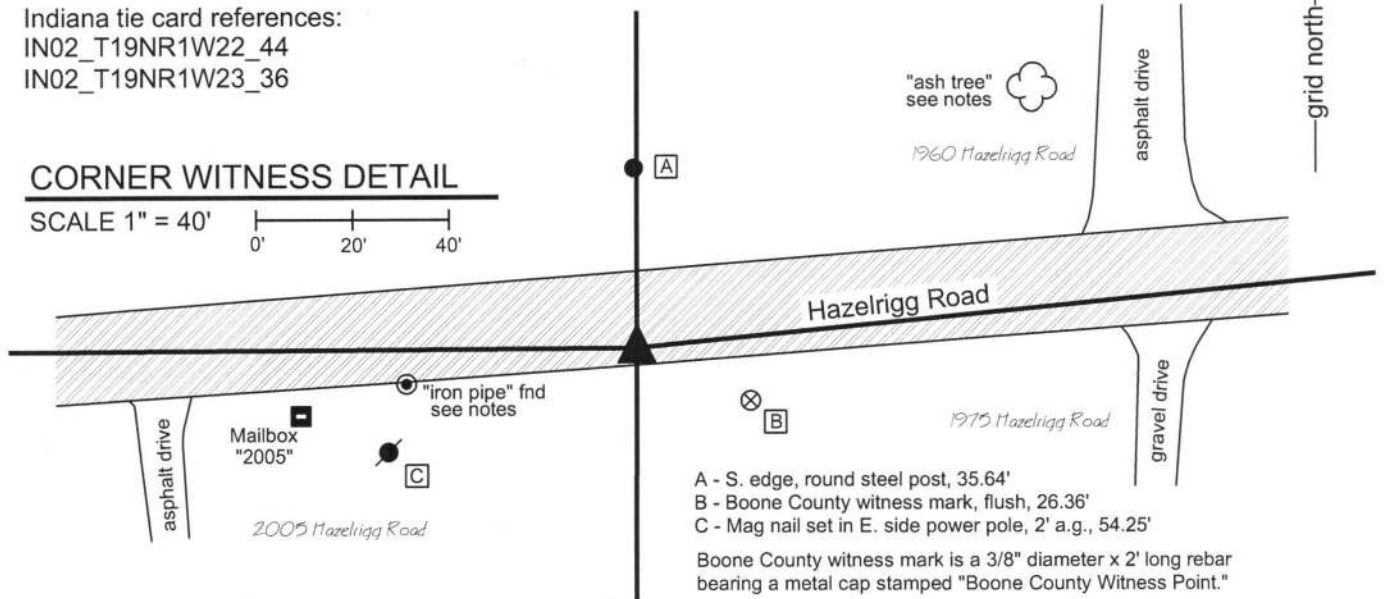 Indiana tie card references:
IN02_T19NR1W22_44
IN02_T19NR1W23_36
CORNER WITNESS DETAIL
SCALE 1" = 40'
0' 20' 40'
"ash tree"
see notes
1960 Hazelrigg Road
asphalt drive
grid north
A
Hazelrigg Road
"iron pipe" fnd
see notes
Mailbox
"2005"
C
asphalt drive
2005 Hazelrigg Road
B
1975 Hazelrigg Road
gravel drive
A - S. edge, round steel post, 35.64'
B - Boone County witness mark, flush, 26.36'
C - Mag nail set in E. side power pole, 2' a.g., 54.25'
Boone County witness mark is a 3/8" diameter x 2' long rebar
bearing a metal cap stamped "Boone County Witness Point."